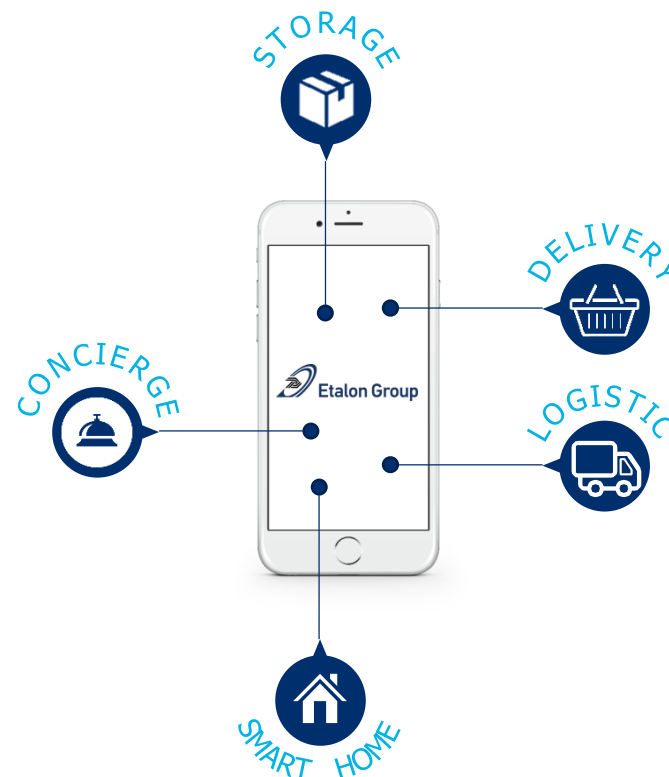 STORAGE
DELIVERY
CONCIERGE
Etalon Group
LOGISTIC
SMART HOME